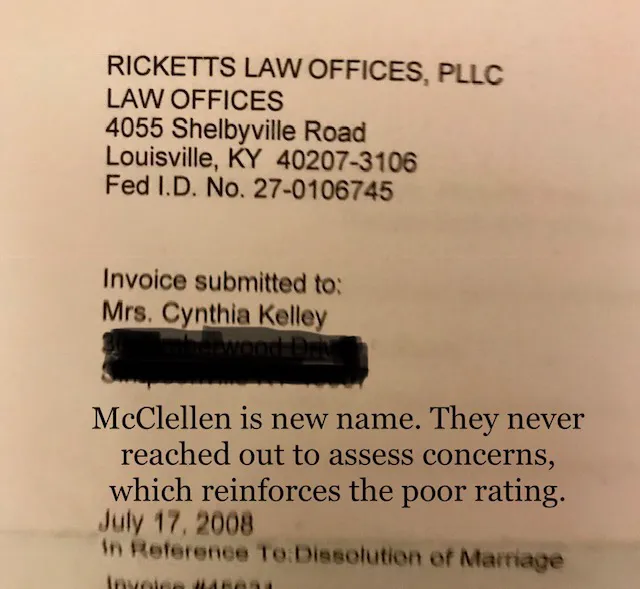 RICKETTS LAW OFFICES, PLLC
LAW OFFICES
4055 Shelbyville Road
Louisville, KY 40207-3106
Fed I.D. No. 27-0106745
Invoice submitted to:
Mrs. Cynthia Kelley
McClellen is new name. They never
reached out to assess concerns,
which reinforces the poor rating.
July 17, 2008
In Reference To:Dissolution of Marriage
Invoice